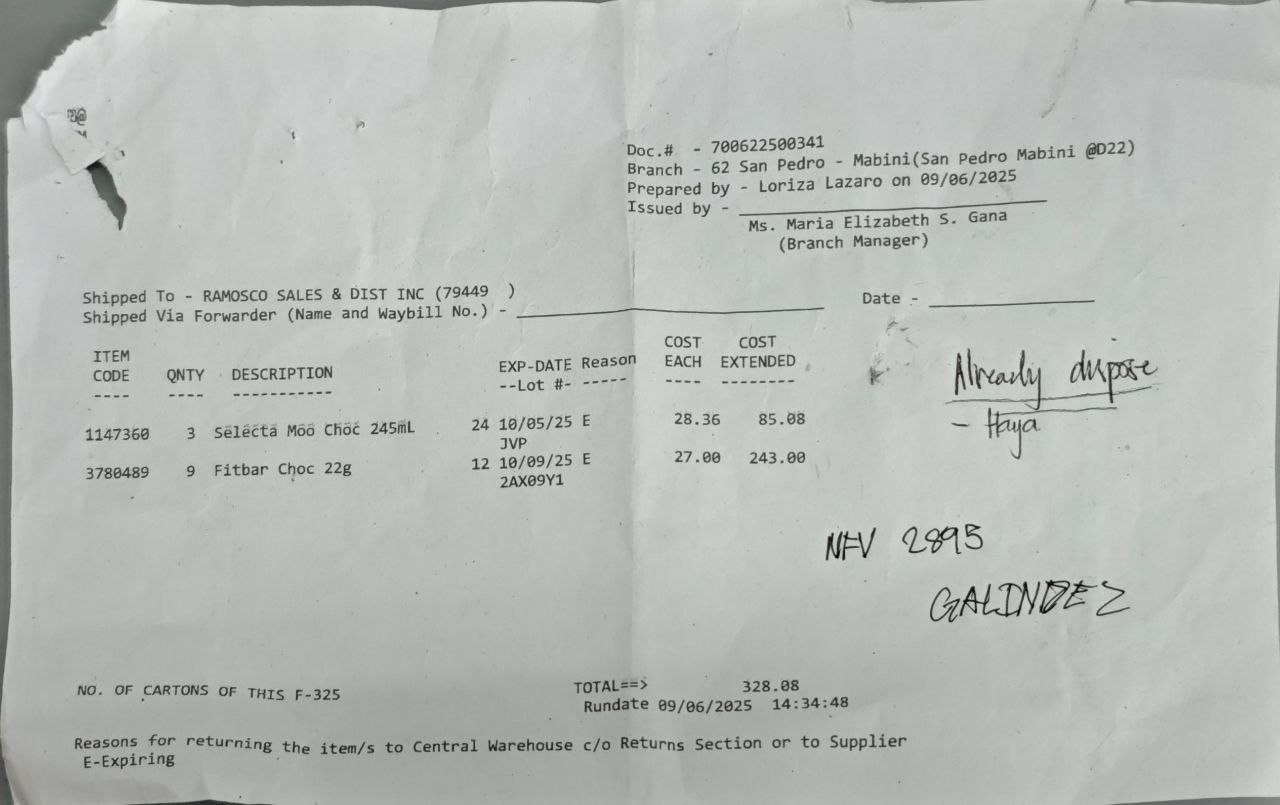 Doc.# - 700622500341
Branch - 62 San Pedro - Mabini(San Pedro Mabini @D22)
Prepared by - Loriza Lazaro on 09/06/2025
Issued by -
Ms. Maria Elizabeth S. Gana
(Branch Manager)
Shipped To - RAMOSCO SALES & DIST INC (79449 )
Date -
Shipped Via Forwarder (Name and Waybill No.) -
ITEM COST COST
CODE QNTY DESCRIPTION EXP-DATE Reason EACH EXTENDED
---- ---- ----------- --Lot #- ----- ---- --------
1147360 3 Selecta Moo Choc 245mL 24 10/05/25 E 28.36 85.08
JVP
3780489 9 Fitbar Choc 22g 12 10/09/25 E 27.00 243.00
2AX09Y1
Already dispose
- Haya
NFV 2895
GALINDEZ
NO. OF CARTONS OF THIS F-325 TOTAL==> 328.08
Rundate 09/06/2025 14:34:48
Reasons for returning the item/s to Central Warehouse c/o Returns Section or to Supplier
E-Expiring